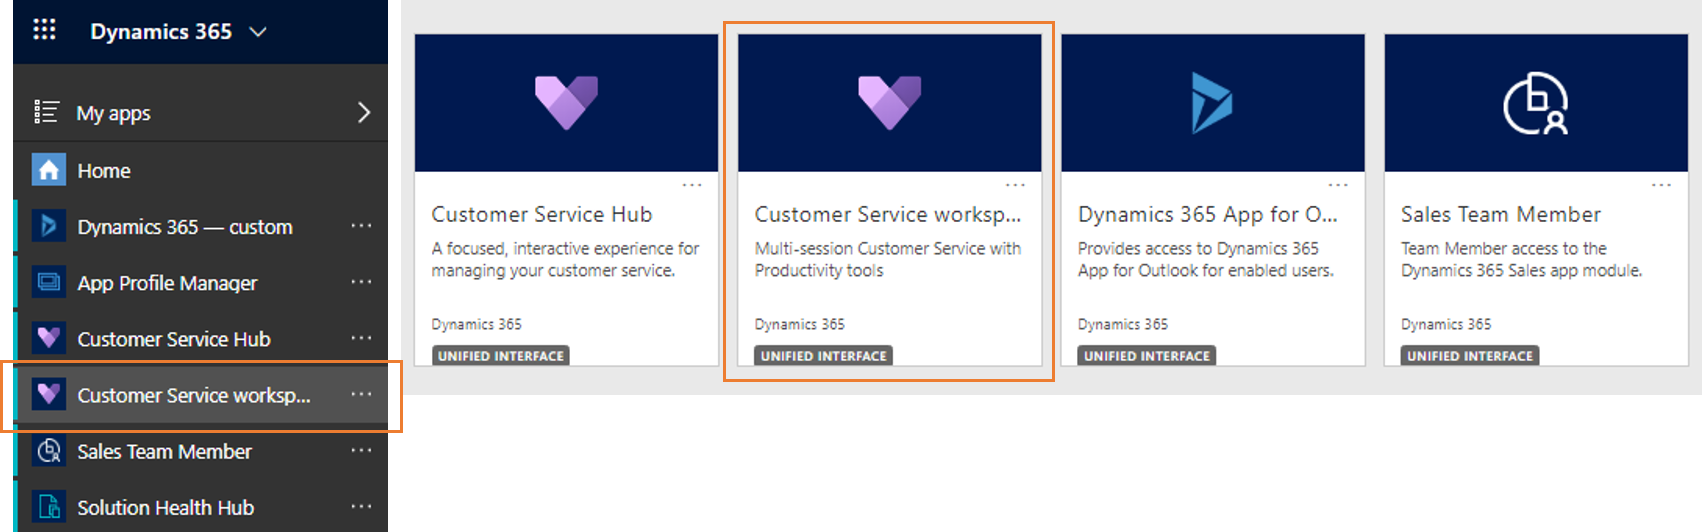 Dynamics 365
My apps
Home
Dynamics 365 — custom
App Profile Manager
Customer Service Hub
Customer Service worksp...
Sales Team Member
Solution Health Hub
Customer Service Hub
A focused, interactive experience for
managing your customer service.
Dynamics 365
UNIFIED INTERFACE
Customer Service worksp...
Multi-session Customer Service with
Productivity tools
Dynamics 365
UNIFIED INTERFACE
Dynamics 365 App for O...
Provides access to Dynamics 365
App for Outlook for enabled users.
Dynamics 365
UNIFIED INTERFACE
Sales Team Member
Team Member access to the
Dynamics 365 Sales app module.
Dynamics 365
UNIFIED INTERFACE